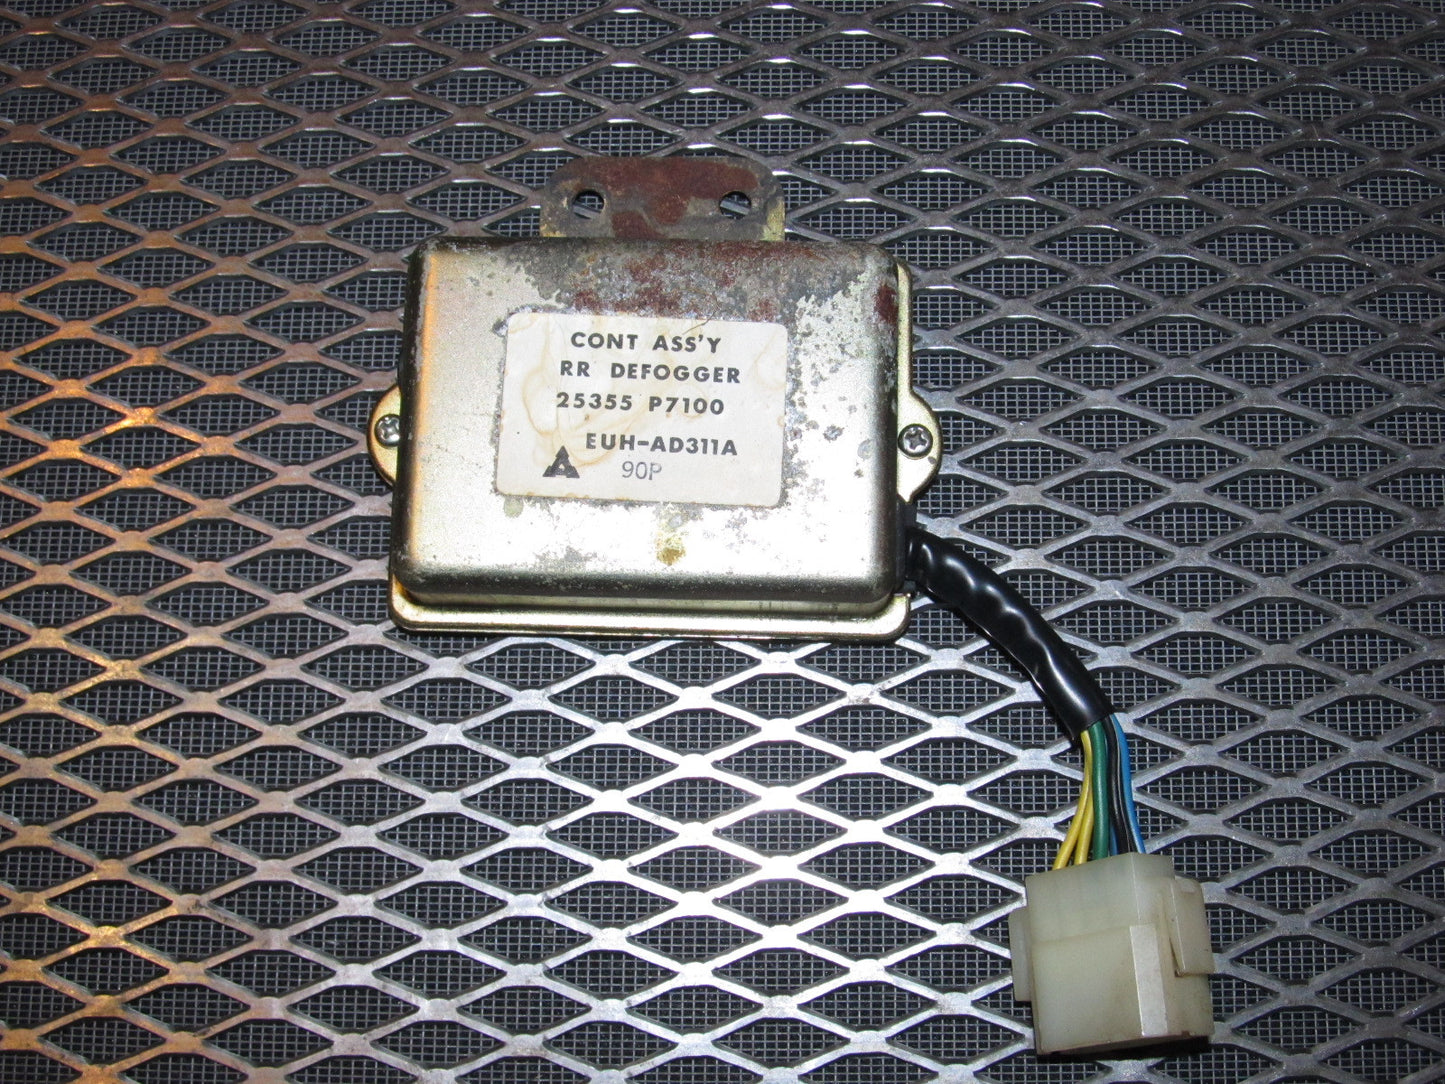 CONT ASS'Y
RR DEFOGGER
25355 P7100
EUH-AD311A
90P